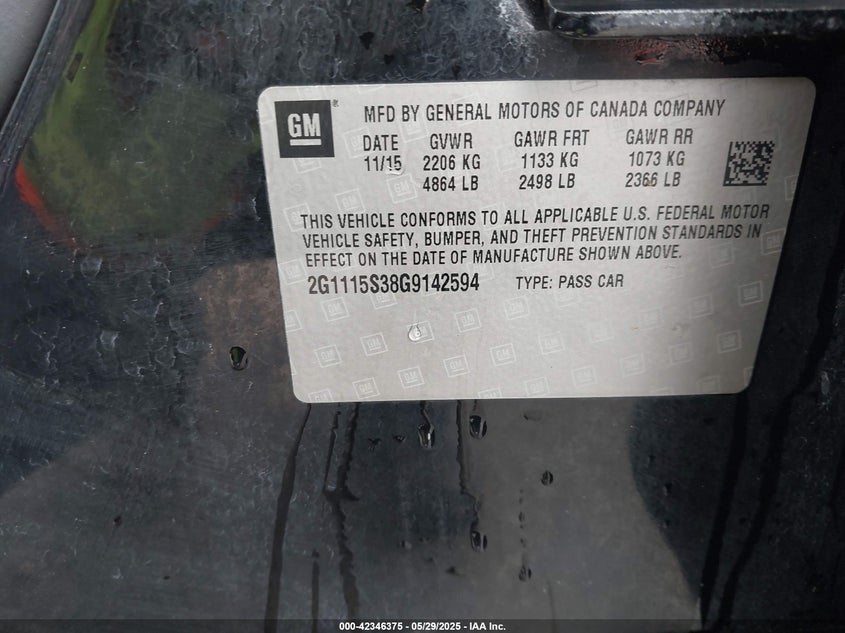 GM
MFD BY GENERAL MOTORS OF CANADA COMPANY
DATE GVWR GAWR FRT GAWR RR
11/15 2206 KG 1133 KG 1073 KG
4864 LB 2498 LB 2366 LB
THIS VEHICLE CONFORMS TO ALL APPLICABLE U.S. FEDERAL MOTOR
VEHICLE SAFETY, BUMPER, AND THEFT PREVENTION STANDARDS IN
EFFECT ON THE DATE OF MANUFACTURE SHOWN ABOVE.
2G1115S38G9142594 TYPE: PASS CAR
000-42346375 - 05/29/2025 - IAA Inc.